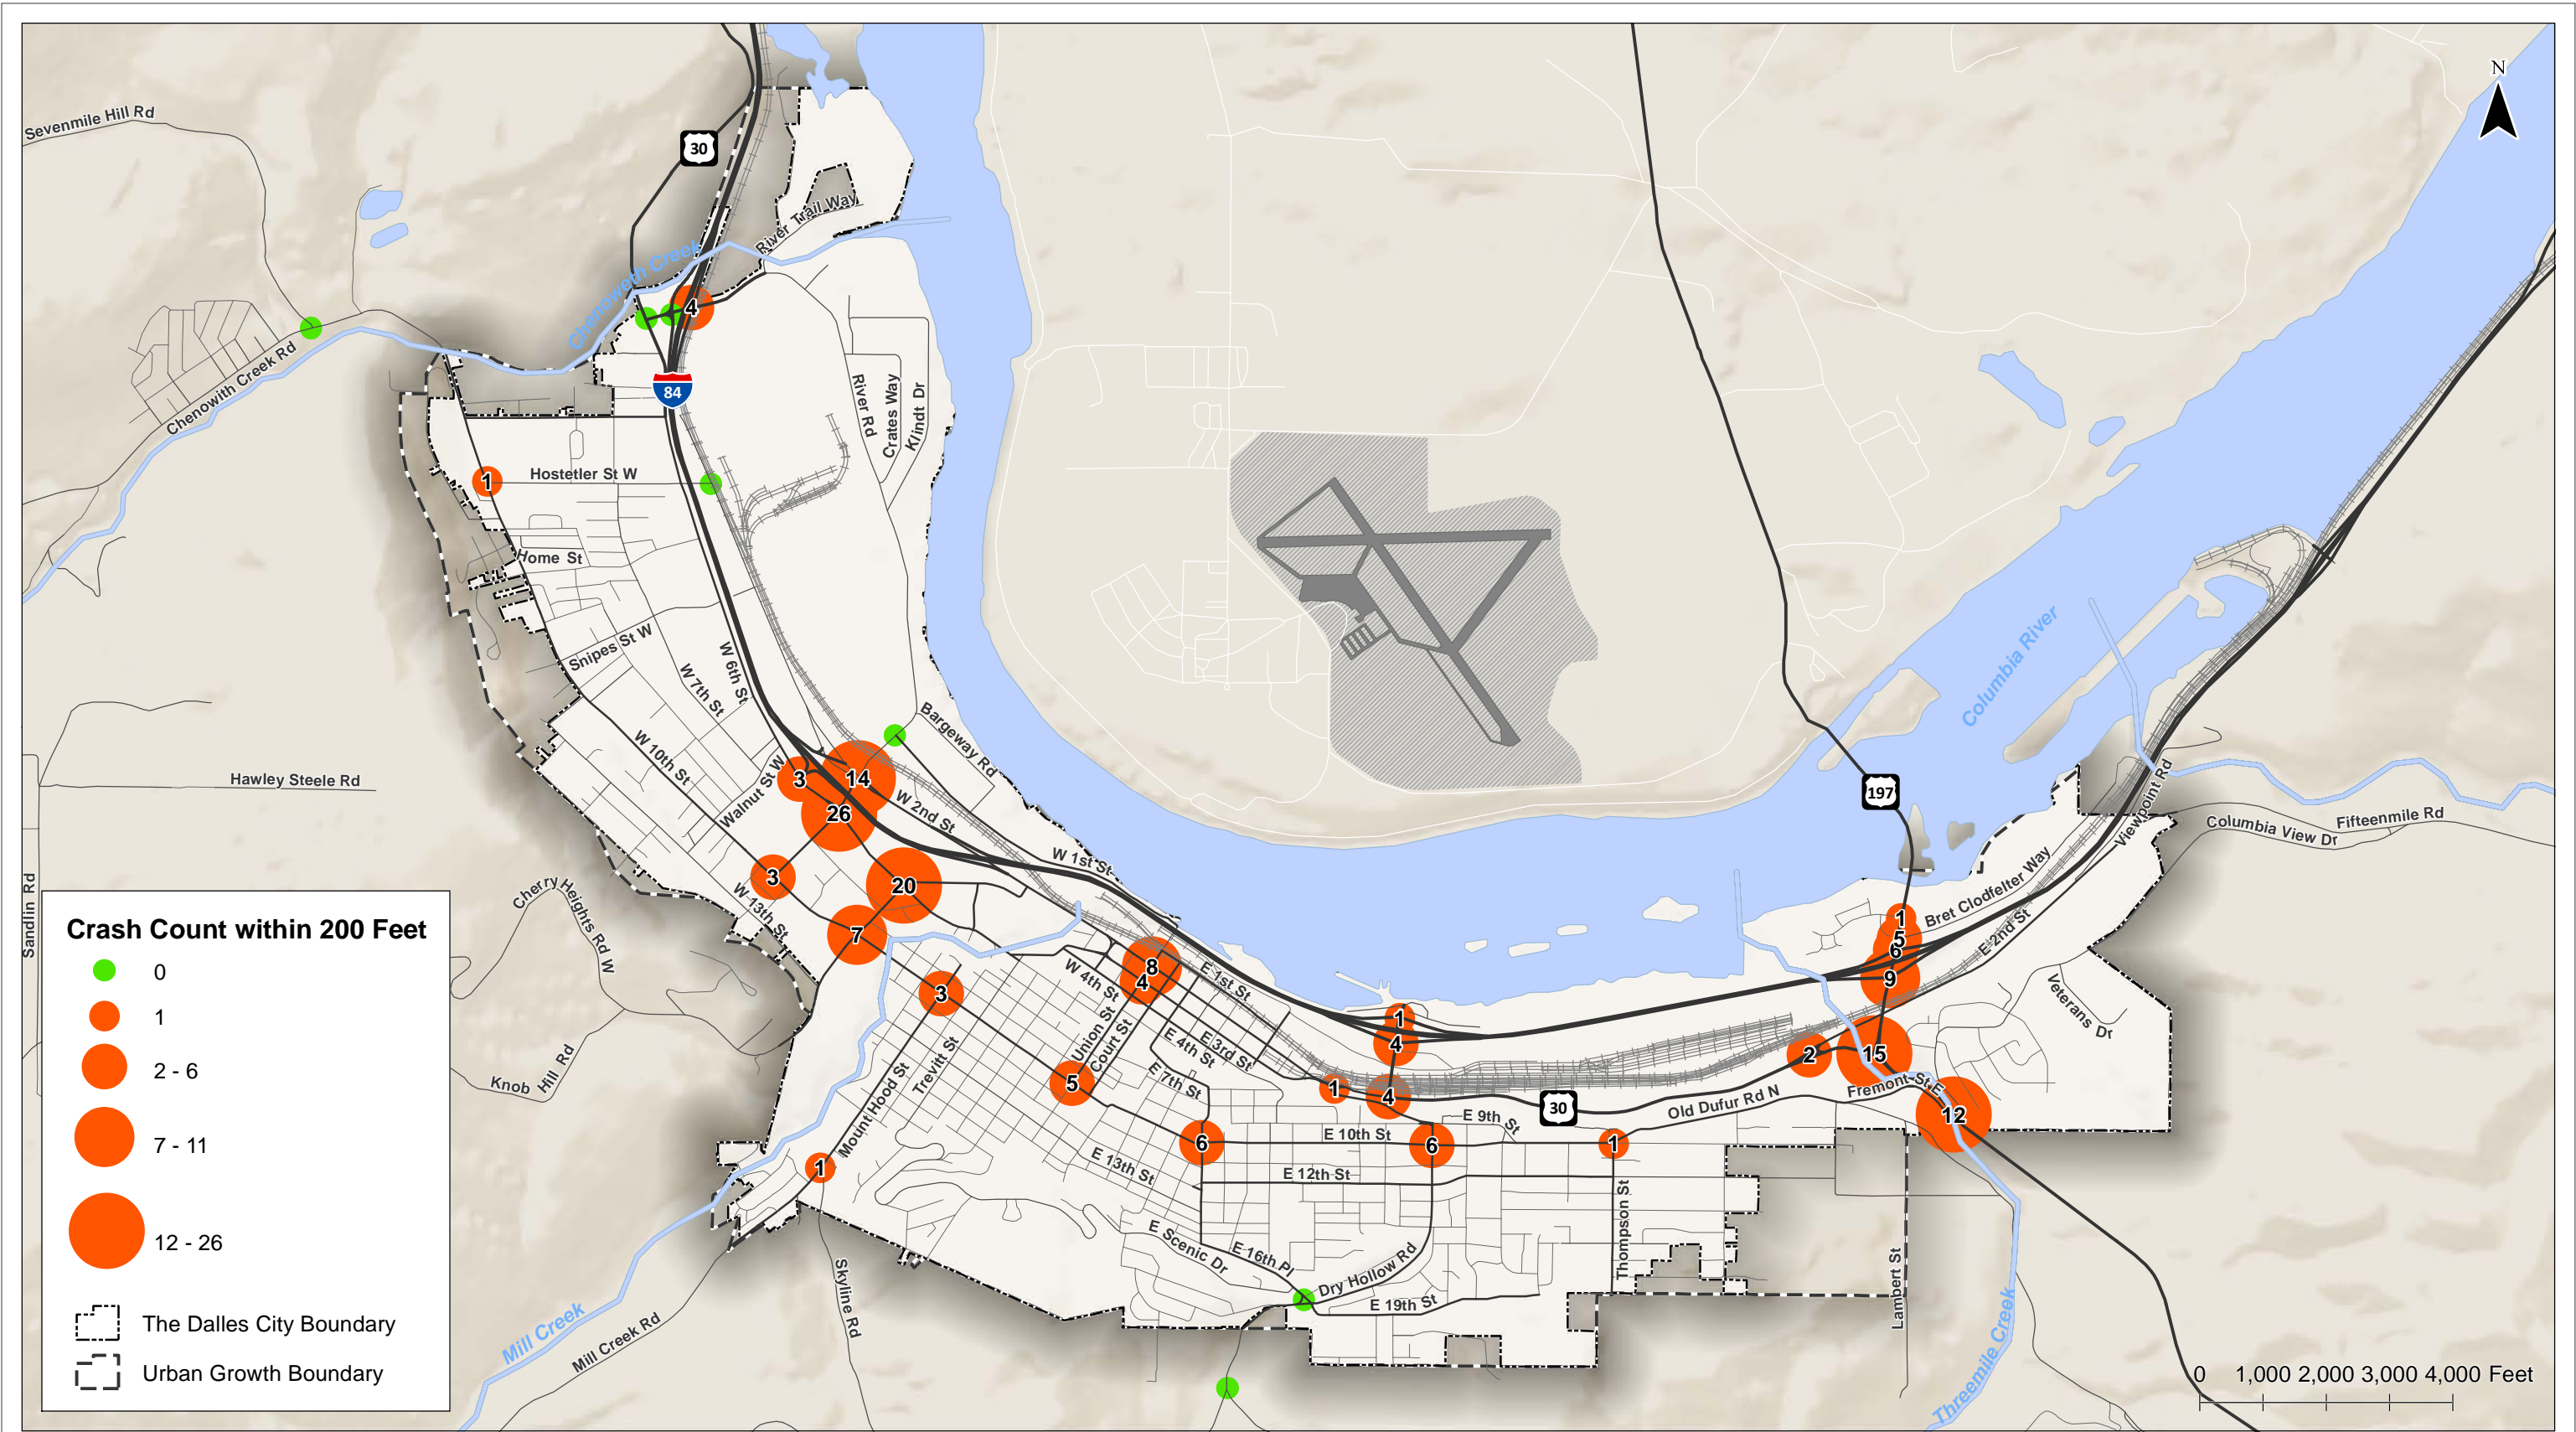 N
Sevenmile Hill Rd
30
River Trail Way
Chenoweth Creek
4
Chenowith Creek Rd
84
River Rd
Crates Way
Klindt Dr
1
Hostetler St W
Home St
Snipes St W
W 7th St
W 6th St
Columbia River
Bargeway Rd
W 10th St
Hawley Steele Rd
Walnut St W
3
14
26
W 2nd St
197
Viewpoint Rd
Fifteenmile Rd
Columbia View Dr
W 1st St
Bret Clodfelter Way
3
20
Cherry Heights Rd W
W 13th St
Sandlin Rd
7
1
5
6
E 2nd St
9
8
4
W 4th St
E 1st St
3
Veterans Dr
1
4
Union St
Court St
E 4th St
E 3rd St
Trevitt St
Mount Hood St
Knob Hill Rd
5
E 7th St
1
4
30
2
15
Old Dufur Rd N
Fremont St E
12
E 9th St
E 10th St
6
6
1
1
E 13th St
E 12th St
Thompson St
E Scenic Dr
E 16th Pl
Dry Hollow Rd
E 19th St
Lambert St
Skyline Rd
Mill Creek
Mill Creek Rd
Threemile Creek
Crash Count within 200 Feet
0
1
2 - 6
7 - 11
12 - 26
The Dalles City Boundary
Urban Growth Boundary
0 1,000 2,000 3,000 4,000 Feet